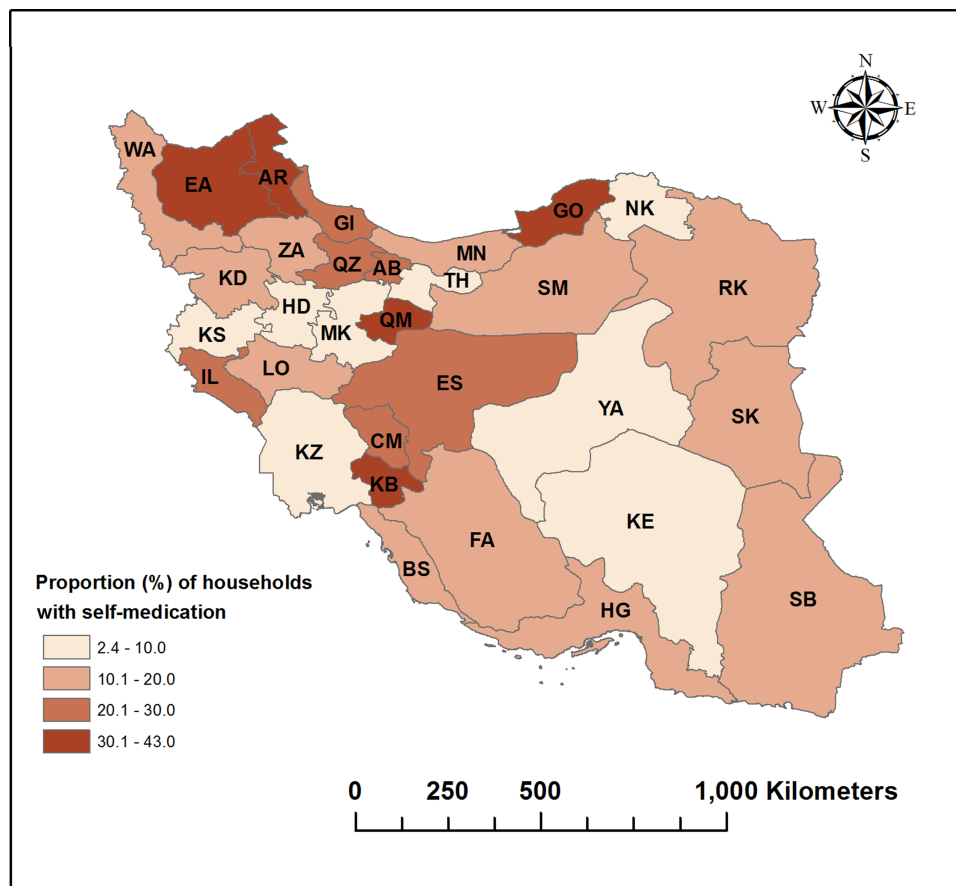 N
W E
S
WA
EA
AR
GI
GO
NK
ZA
QZ
AB
MN
TH
KD
SM
RK
HD
QM
KS
MK
IL
LO
ES
YA
SK
CM
KZ
KB
KE
FA
BS
HG
SB
Proportion (%) of households
with self-medication
2.4 - 10.0
10.1 - 20.0
20.1 - 30.0
30.1 - 43.0
0 250 500 1,000 Kilometers